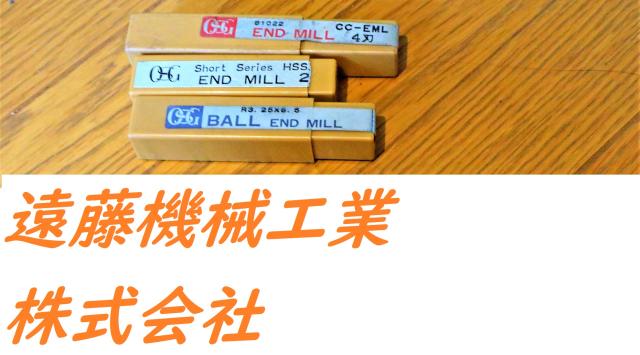 81022
OSG END MILL CC-EML
4刃
OSG Short Series HSS
END MILL 2
R3.25X6.5
OSG BALL END MILL
遠藤機械工業
株式会社